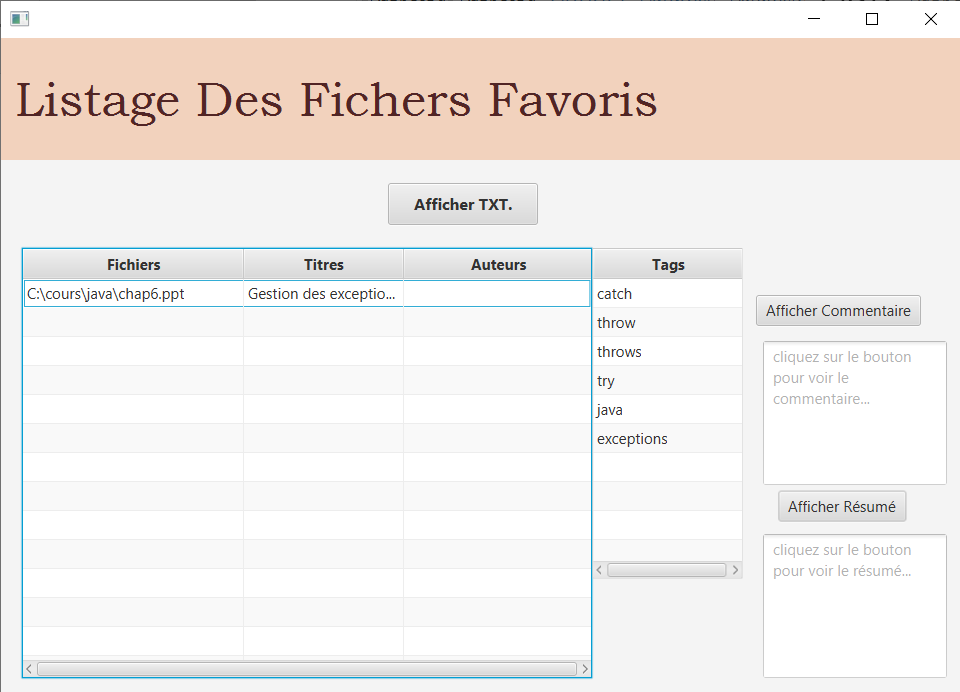 Listage Des Fichers Favoris
Afficher TXT.
Fichiers Titres Auteurs
C:\cours\java\chap6.ppt Gestion des exceptio...
Tags
catch
throw
throws
try
java
exceptions
Afficher Commentaire
cliquez sur le bouton
pour voir le
commentaire...
Afficher Résumé
cliquez sur le bouton
pour voir le résumé...